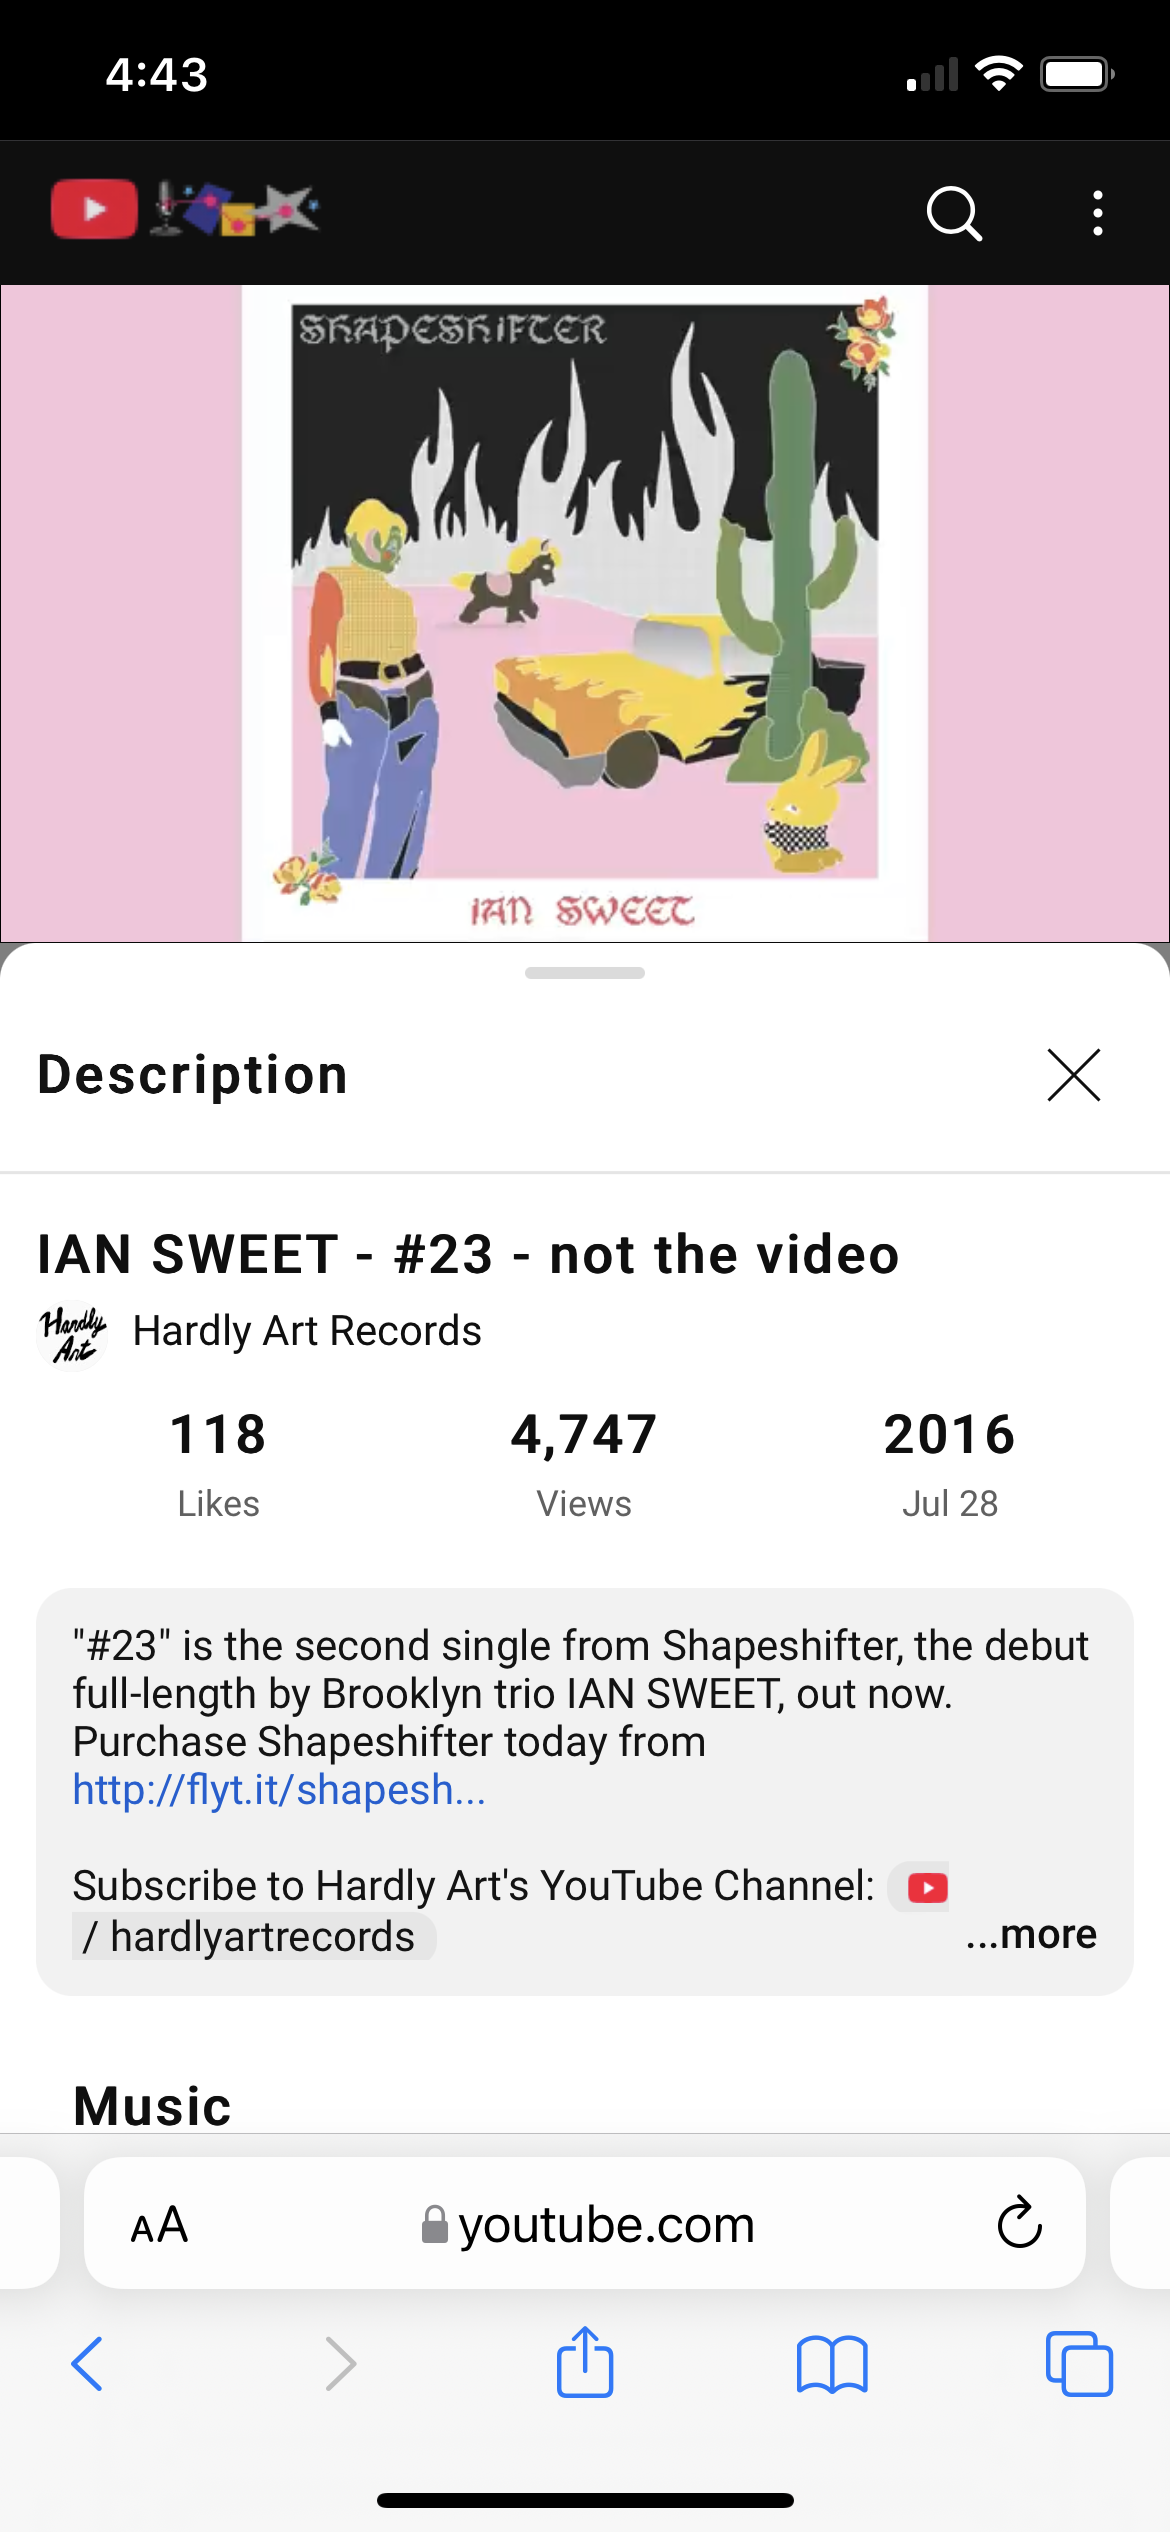 4:43
SHAPESHIFTER
IAN SWEET
Description
IAN SWEET - #23 - not the video
Hardly Art
Hardly Art Records
118 4,747 2016
Likes Views Jul 28
"#23" is the second single from Shapeshifter, the debut
full-length by Brooklyn trio IAN SWEET, out now.
Purchase Shapeshifter today from
http://flyt.it/shapesh...
Subscribe to Hardly Art's YouTube Channel:
/ hardlyartrecords ...more
Music
AA youtube.com